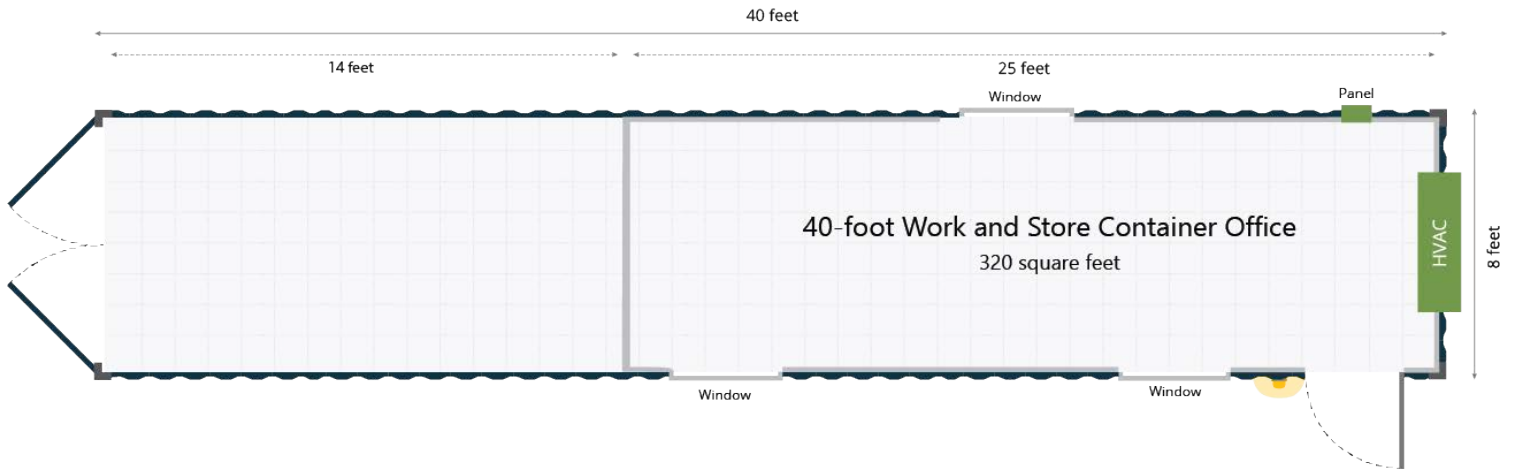 40 feet
14 feet
25 feet
Window
Panel
40-foot Work and Store Container Office
320 square feet
HVAC
8 feet
Window
Window